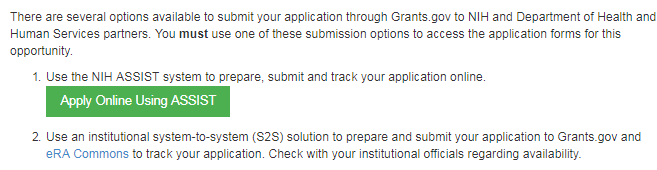 There are several options available to submit your application through Grants.gov to NIH and Department of Health and
Human Services partners. You must use one of these submission options to access the application forms for this
opportunity.
1. Use the NIH ASSIST system to prepare, submit and track your application online.
Apply Online Using ASSIST
2. Use an institutional system-to-system (S2S) solution to prepare and submit your application to Grants.gov and
eRA Commons to track your application. Check with your institutional officials regarding availability.